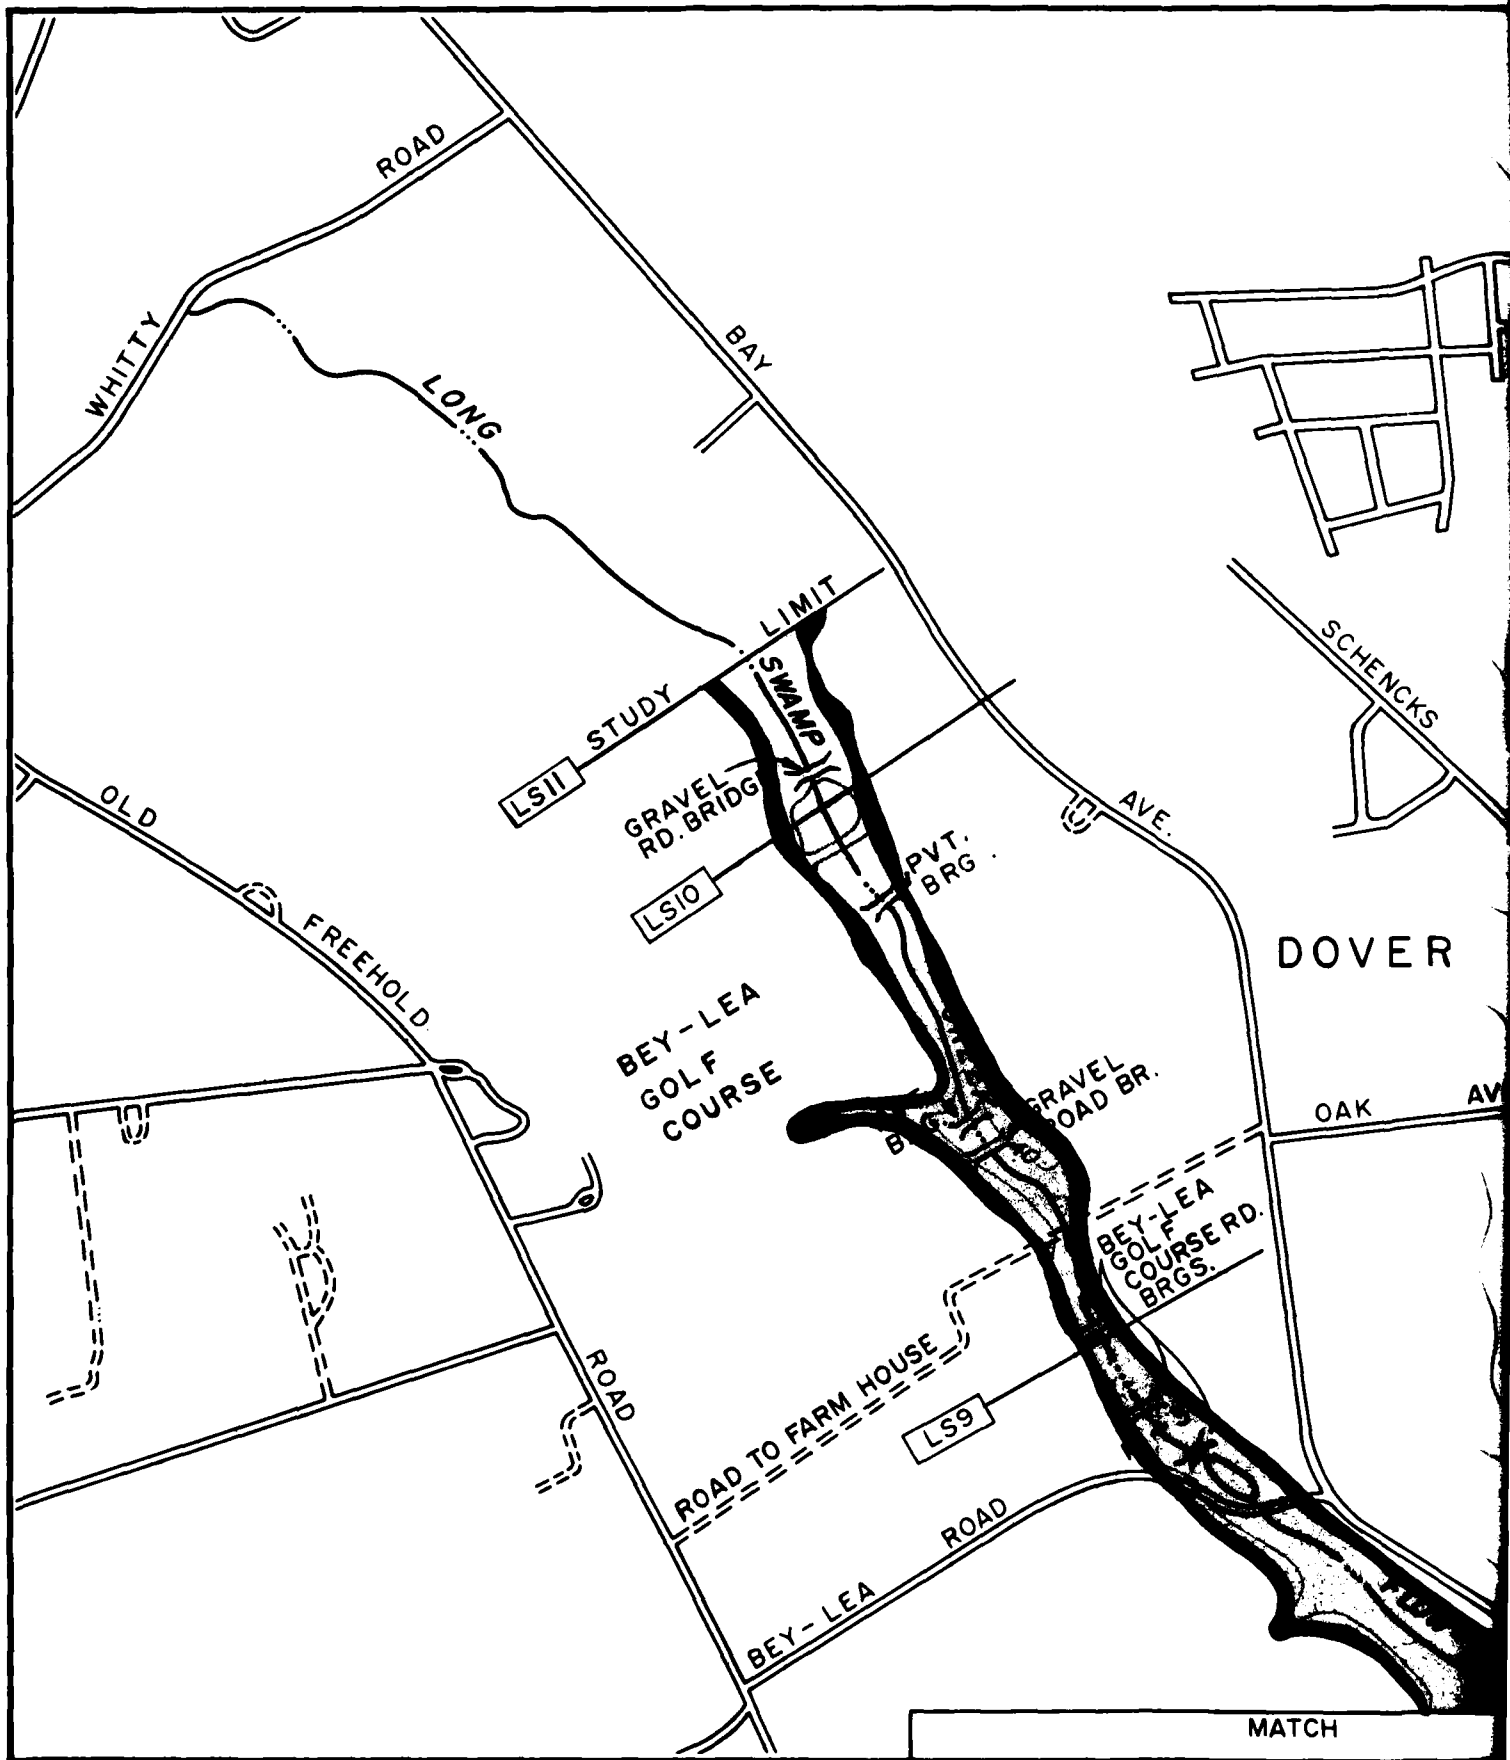 WHITTY ROAD
BAY
LONG
SCHENCKS
STUDY LIMIT
SWAMP
LS11
GRAVEL
RD. BRIDG
OLD
AVE.
LS10
PVT.
BRG.
FREEHOLD
DOVER
BEY-LEA
GOLF
COURSE
GRAVEL
ROAD BR.
OAK
AV
BEY-LEA
GOLF
COURSE RD.
BRGS.
ROAD
ROAD TO FARM HOUSE
LS9
BEY-LEA ROAD
MATCH